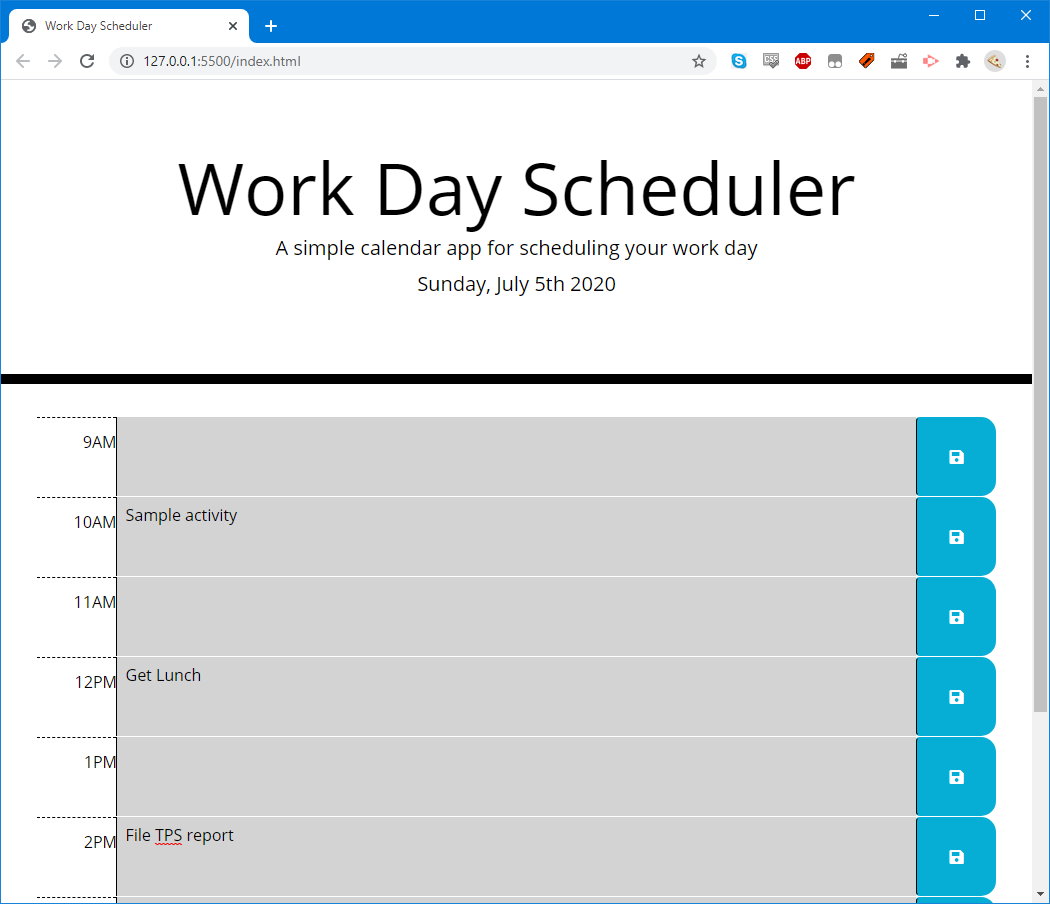 Work Day Scheduler
127.0.0.1:5500/index.html
CSE
ABP
Work Day Scheduler
A simple calendar app for scheduling your work day
Sunday, July 5th 2020
9AM
10AM Sample activity
11AM
12PM Get Lunch
1PM
2PM File TPS report